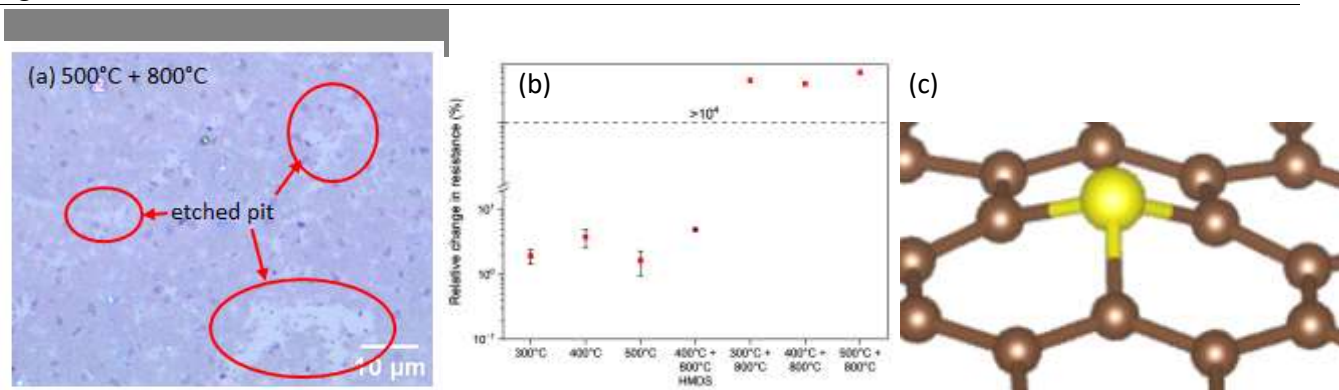 (a) 500°C + 800°C
etched pit
10 µm
(b)
Relative change in resistance (%)
>10⁴
10¹
10⁰
10⁻¹
300°C
400°C
500°C
400°C +
800°C
HMDS
300°C +
800°C
400°C +
800°C
500°C +
800°C
(c)